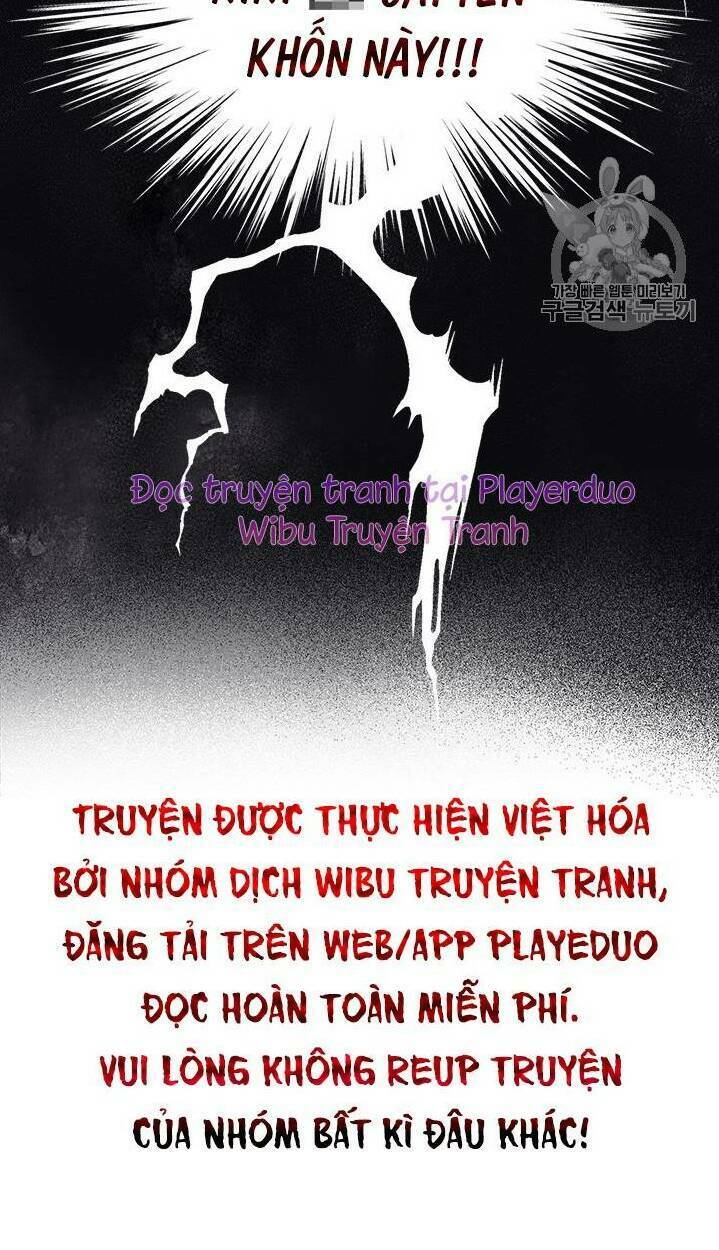 KHỐN NÀY!!!
가장 빠른 웹툰 미리보기
구글검색 뉴토끼
Đọc truyện tranh tại Playerduo
Wibu Truyện Tranh
TRUYỆN ĐƯỢC THỰC HIỆN VIỆT HÓA
BỞI NHÓM DỊCH WIBU TRUYỆN TRANH,
ĐĂNG TẢI TRÊN WEB/APP PLAYEDUO
ĐỌC HOÀN TOÀN MIỄN PHÍ.
VUI LÒNG KHÔNG REUP TRUYỆN
CỦA NHÓM BẤT KÌ ĐÂU KHÁC!